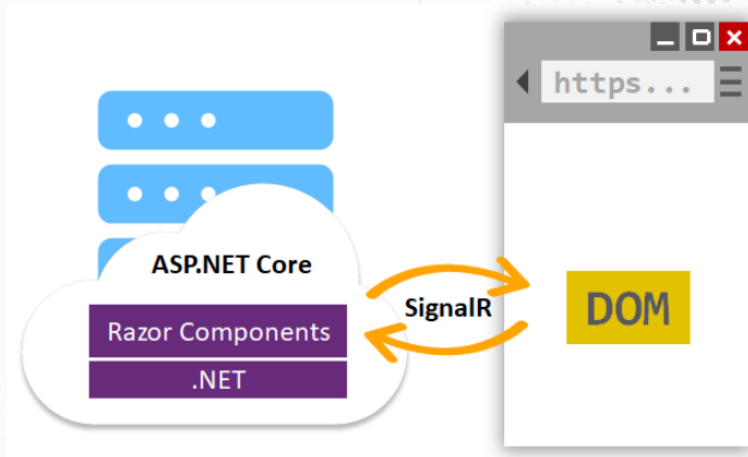 https...
ASP.NET Core
SignalR
DOM
Razor Components
.NET